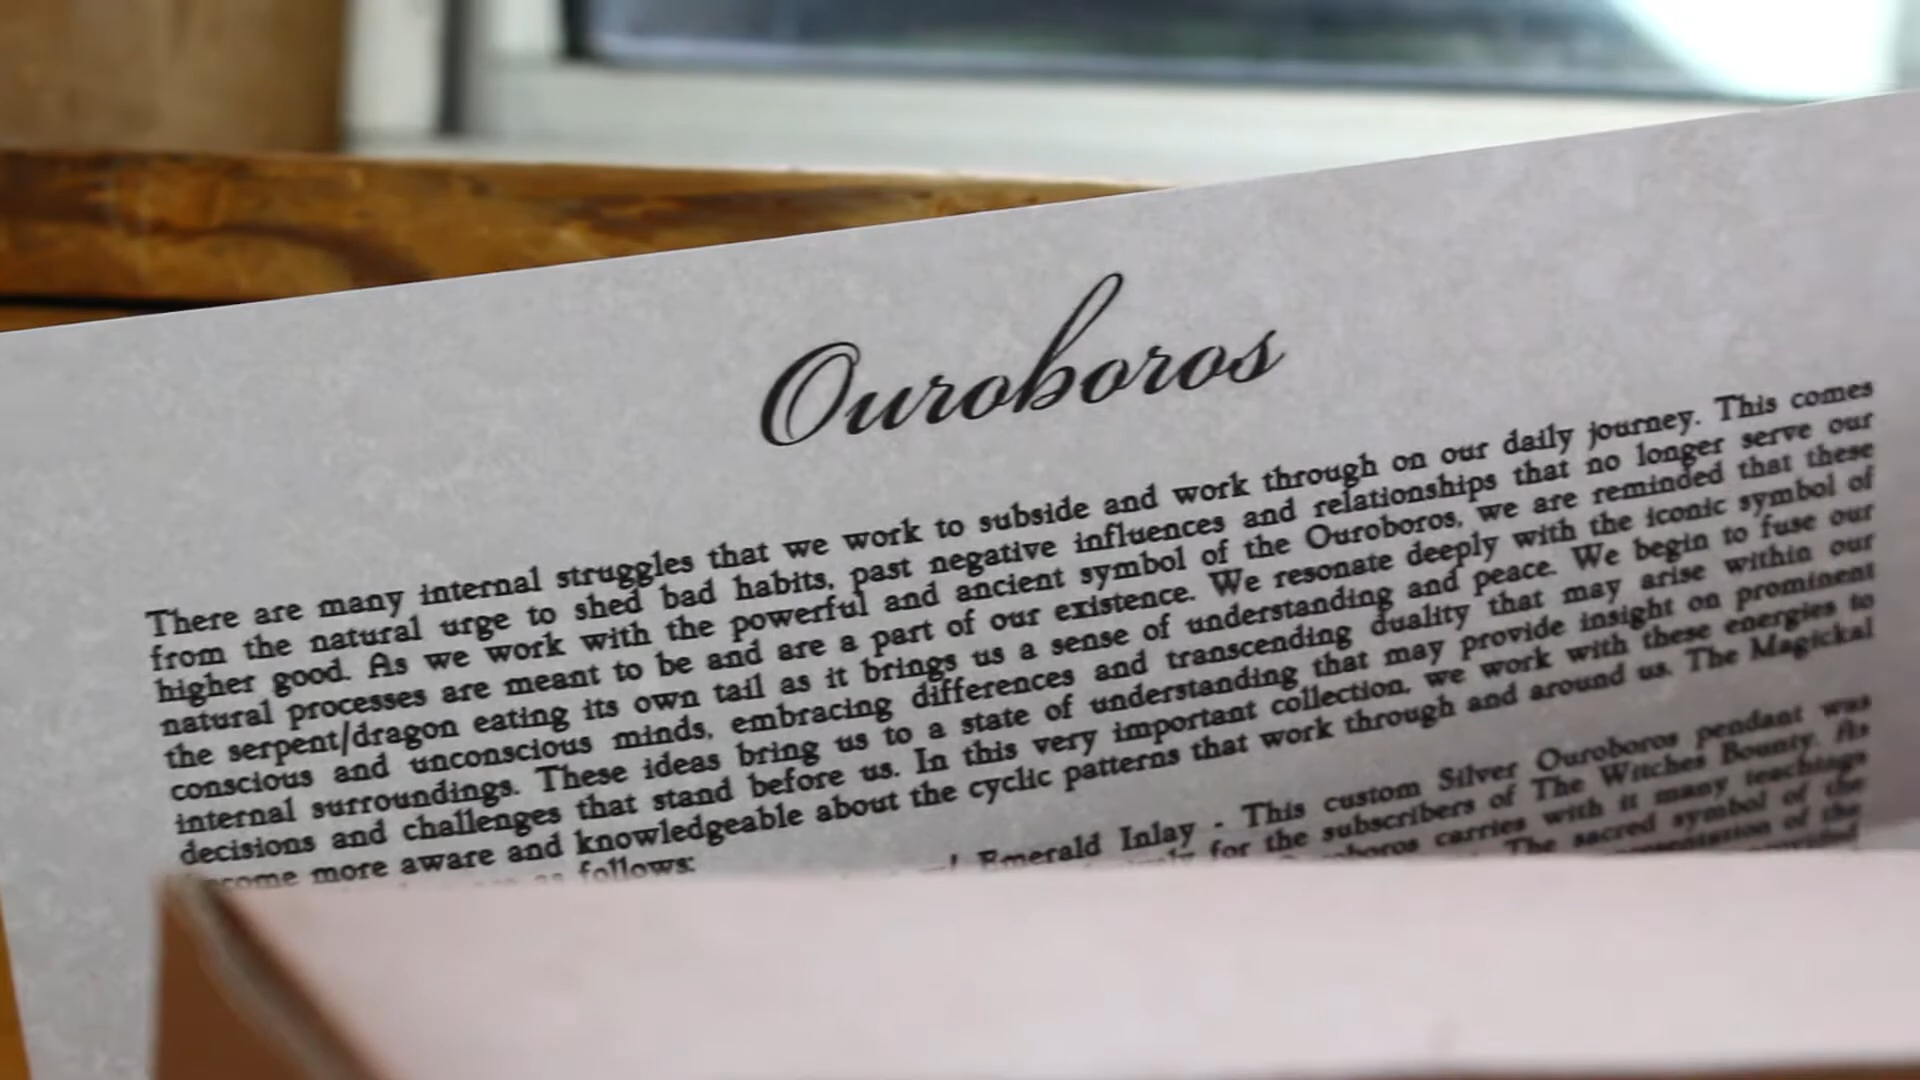 Ouroboros
There are many internal struggles that we work to subside and work through on our daily journey. This comes
from the natural urge to shed bad habits, past negative influences and relationships that no longer serve our
higher good. As we work with the powerful and ancient symbol of the Ouroboros, we are reminded that these
natural processes are meant to be and are a part of our existence. We resonate deeply with the iconic symbol of
the serpent/dragon eating its own tail as it brings us a sense of understanding and peace. We begin to fuse our
conscious and unconscious minds, embracing differences and transcending duality that may arise within our
internal surroundings. These ideas bring us to a state of understanding that may provide insight on prominent
decisions and challenges that stand before us. In this very important collection, we work with these energies to
more aware and knowledgeable about the cyclic patterns that work through and around us. The Magickal
follows:
Emerald Inlay - This custom Silver Ouroboros pendant was
for the subscribers of The Witches Bounty. As
carries with it many teachings
The sacred symbol of the
of the